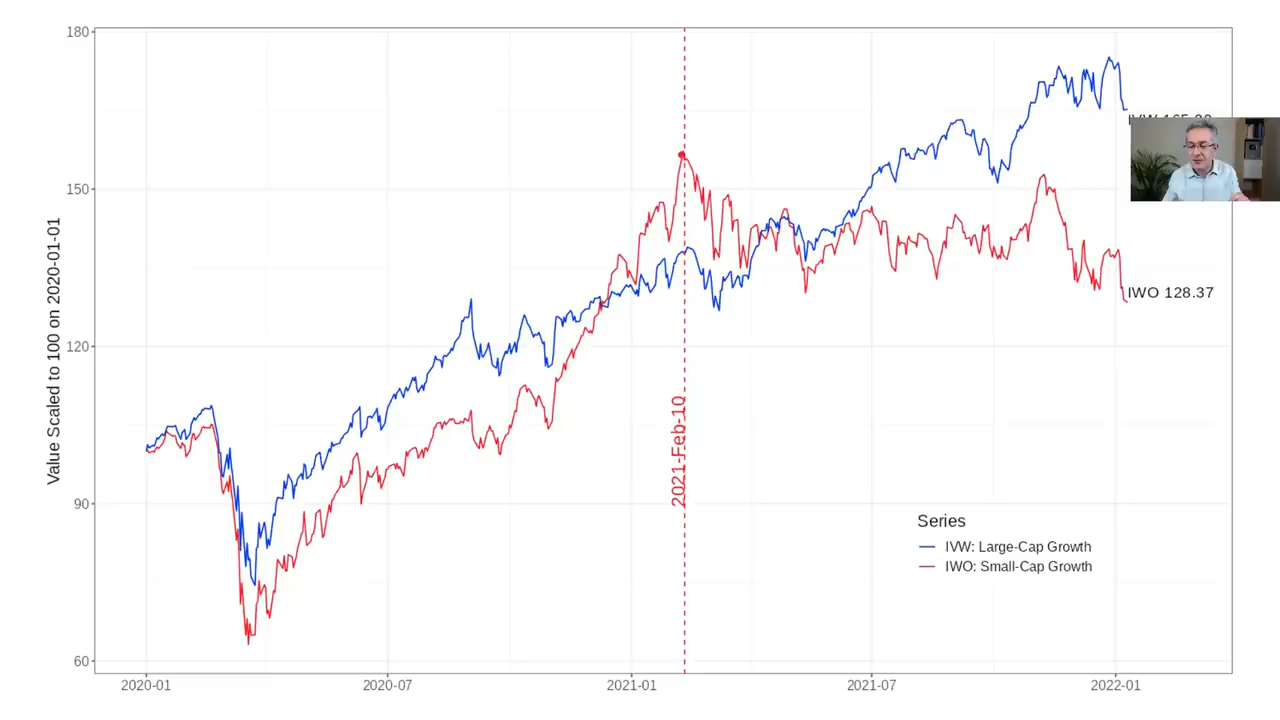 180
150
120
90
60
Value Scaled to 100 on 2020-01-01
2021-Feb-10
IWO 128.37
Series
IVW: Large-Cap Growth
IWO: Small-Cap Growth
2020-01
2020-07
2021-01
2021-07
2022-01